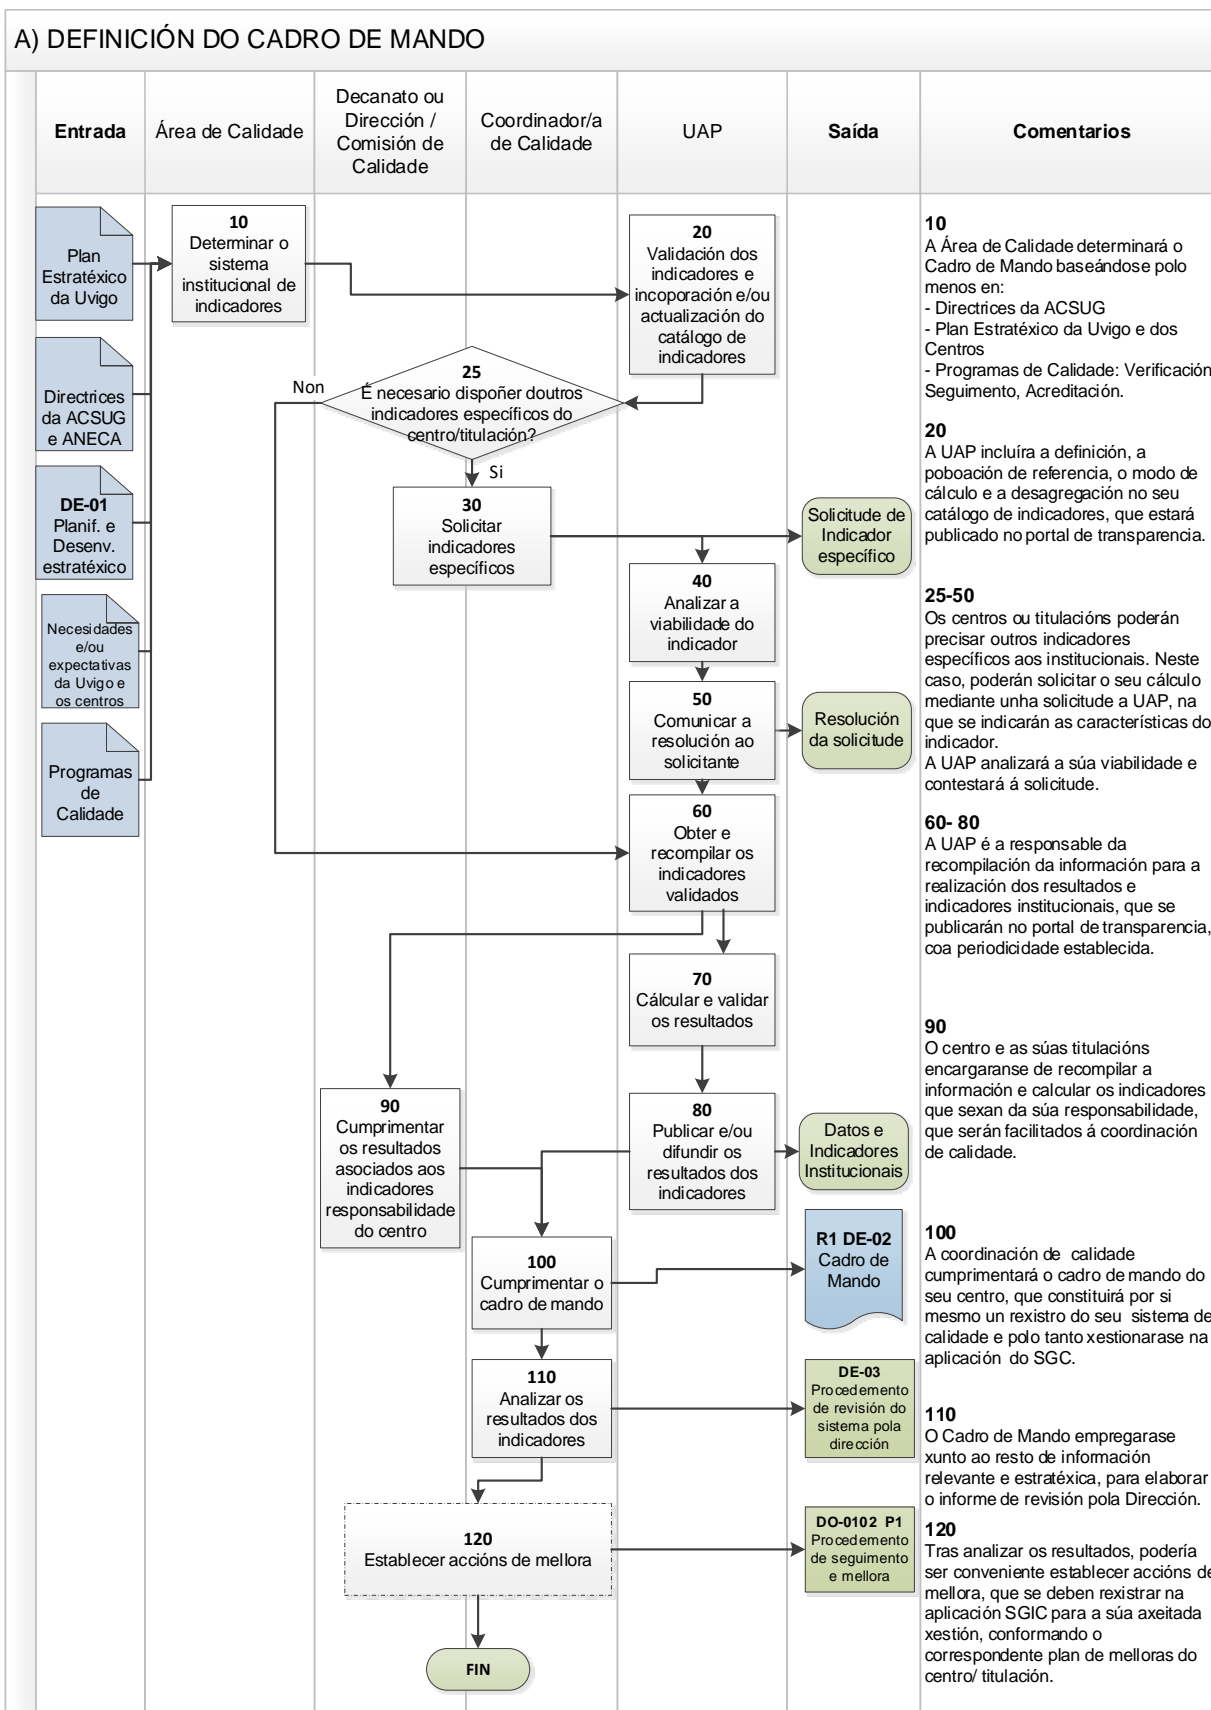 A) DEFINICIÓN DO CADRO DE MANDO
Entrada
Área de Calidade
Decanato ou
Dirección /
Comisión de
Calidade
Coordinador/a
de Calidade
UAP
Saída
Comentarios
Plan
Estratéxico
da Uvigo
Directrices
da ACSUG
e ANECA
DE-01
Planif. e
Desenv.
estratéxico
Necesidades
e/ou
expectativas
da Uvigo e
os centros
Programas
de
Calidade
10
Determinar o
sistema
institucional de
indicadores
20
Validación dos
indicadores e
incoporación e/ou
actualización do
catálogo de
indicadores
25
É necesario dispoñer doutros
indicadores específicos do
centro/titulación?
Non
Si
30
Solicitar
indicadores
específicos
Solicitude de
Indicador
específico
40
Analizar a
viabilidade do
indicador
50
Comunicar a
resolución ao
solicitante
Resolución
da solicitude
60
Obter e
recompilar os
indicadores
validados
70
Cálcular e validar
os resultados
80
Publicar e/ou
difundir os
resultados dos
indicadores
Datos e
Indicadores
Institucionais
90
Cumprimentar
os resultados
asociados aos
indicadores
responsabilidade
do centro
100
Cumprimentar o
cadro de mando
R1 DE-02
Cadro de
Mando
110
Analizar os
resultados dos
indicadores
DE-03
Procedemento
de revisión do
sistema pola
dirección
120
Establecer accións de mellora
DO-0102 P1
Procedemento
de seguimento
e mellora
FIN
10
A Área de Calidade determinará o
Cadro de Mando baseándose polo
menos en:
- Directrices da ACSUG
- Plan Estratéxico da Uvigo e dos
Centros
- Programas de Calidade: Verificación
Seguimento, Acreditación.
20
A UAP incluíra a definición, a
poboación de referencia, o modo de
cálculo e a desagregación no seu
catálogo de indicadores, que estará
publicado no portal de transparencia.
25-50
Os centros ou titulacións poderán
precisar outros indicadores
específicos aos institucionais. Neste
caso, poderán solicitar o seu cálculo
mediante unha solicitude a UAP, na
que se indicarán as características do
indicador.
A UAP analizará a súa viabilidade e
contestará á solicitude.
60- 80
A UAP é a responsable da
recompilación da información para a
realización dos resultados e
indicadores institucionais, que se
publicarán no portal de transparencia,
coa periodicidade establecida.
90
O centro e as súas titulacións
encargaranse de recompilar a
información e calcular os indicadores
que sexan da súa responsabilidade,
que serán facilitados á coordinación
de calidade.
100
A coordinación de calidade
cumprimentará o cadro de mando do
seu centro, que constituirá por si
mesmo un rexistro do seu sistema de
calidade e polo tanto xestionarase na
aplicación do SGC.
110
O Cadro de Mando empregarase
xunto ao resto de información
relevante e estratéxica, para elaborar
o informe de revisión pola Dirección.
120
Tras analizar os resultados, podería
ser conveniente establecer accións de
mellora, que se deben rexistrar na
aplicación SGIC para a súa axeitada
xestión, conformando o
correspondente plan de melloras do
centro/ titulación.